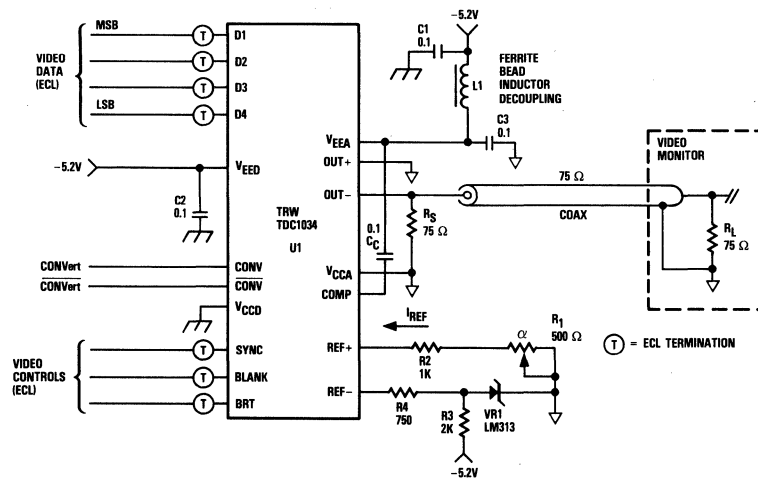 −5.2V
C1
0.1
FERRITE
BEAD
INDUCTOR
DECOUPLING
L1
C3
0.1
VIDEO
DATA
(ECL)
MSB
LSB
T
T
T
T
D1
D2
D3
D4
−5.2V
C2
0.1
VEED
TRW
TDC1034
U1
CONVert
CONVert
CONV
CONV
VCCD
VIDEO
CONTROLS
(ECL)
T
T
T
SYNC
BLANK
BRT
VEEA
OUT+
OUT−
VCCA
COMP
REF+
REF−
0.1
CC
RS
75 Ω
75 Ω
COAX
VIDEO
MONITOR
RL
75 Ω
IREF
R2
1K
α
R1
500 Ω
T = ECL TERMINATION
R4
750
R3
2K
VR1
LM313
−5.2V